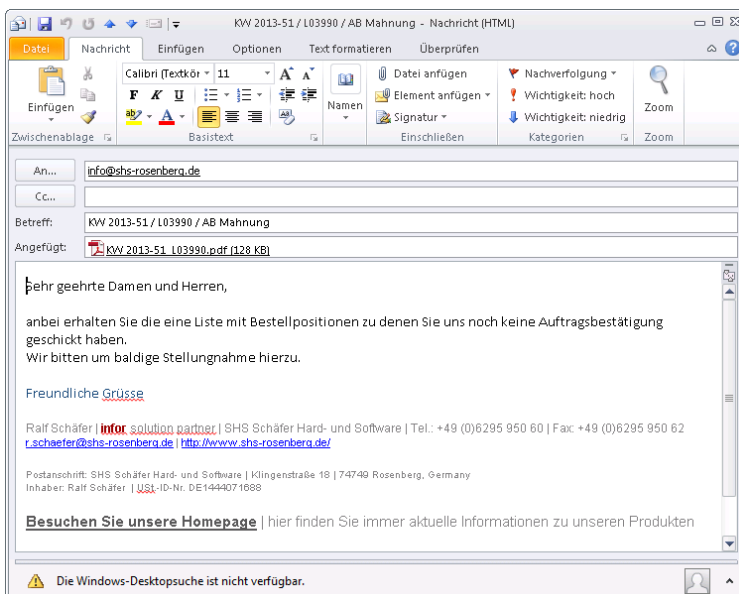 KW 2013-51 / L03990 / AB Mahnung - Nachricht (HTML)
Datei Nachricht Einfügen Optionen Text formatieren Überprüfen
Calibri (Textkör 11 Datei anfügen Nachverfolgung
F K U Element anfügen Wichtigkeit: hoch
Einfügen Namen Signatur Wichtigkeit: niedrig Zoom
Zwischenablage Basistext Einschließen Kategorien Zoom
An... info@shs-rosenberg.de
Cc...
Betreff: KW 2013-51 / L03990 / AB Mahnung
Angefügt: KW 2013-51_L03990.pdf (128 KB)
Sehr geehrte Damen und Herren,
anbei erhalten Sie die eine Liste mit Bestellpositionen zu denen Sie uns noch keine Auftragsbestätigung
geschickt haben.
Wir bitten um baldige Stellungnahme hierzu.
Freundliche Grüsse
Ralf Schäfer | infor solution partner | SHS Schäfer Hard- und Software | Tel.: +49 (0)6295 950 60 | Fax: +49 (0)6295 950 62
r.schaefer@shs-rosenberg.de | http://www.shs-rosenberg.de/
Postanschrift: SHS Schäfer Hard- und Software | Klingenstraße 18 | 74749 Rosenberg, Germany
Inhaber: Ralf Schäfer | USt-ID-Nr. DE1444071688
Besuchen Sie unsere Homepage | hier finden Sie immer aktuelle Informationen zu unseren Produkten
Die Windows-Desktopsuche ist nicht verfügbar.